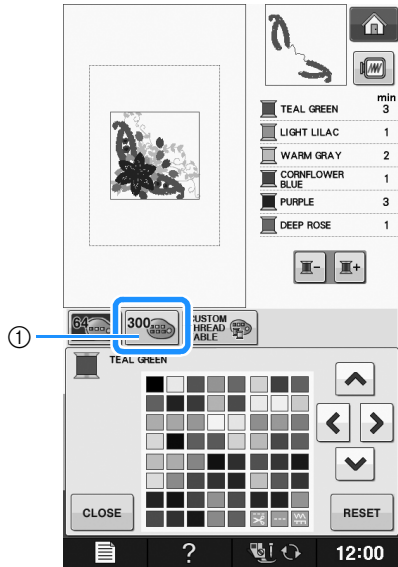 min
TEAL GREEN 3
LIGHT LILAC 1
WARM GRAY 2
CORNFLOWER
BLUE 1
PURPLE 3
DEEP ROSE 1
- +
64 300 CUSTOM
THREAD
TABLE
1
TEAL GREEN
CLOSE RESET
? 12:00